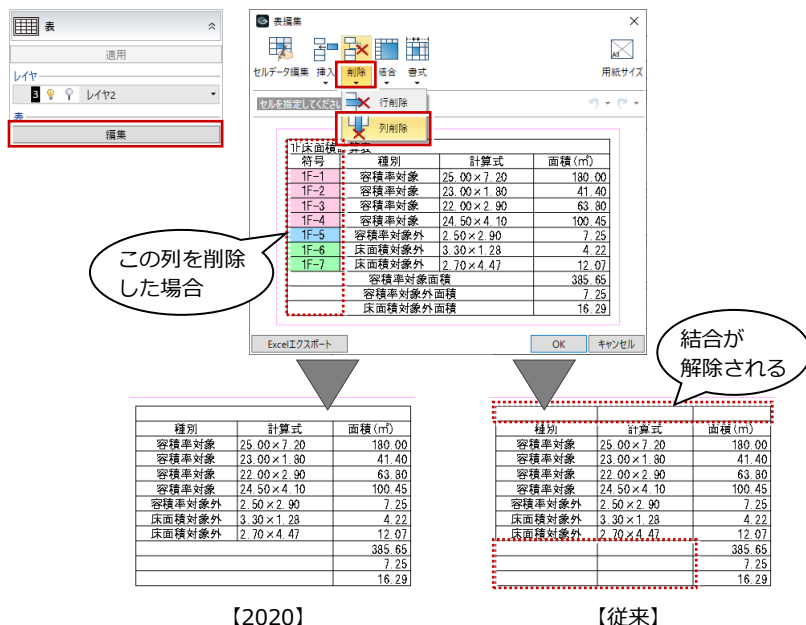 表
適用
レイヤ
3 レイヤ2
表
編集
表編集
セルデータ編集 挿入 削除 結合 書式 用紙サイズ
セルを指定してくださ
行削除
列削除
1F床面積 算表
符号 種別 計算式 面積(㎡)
1F-1 容積率対象 25.00×7.20 180.00
1F-2 容積率対象 23.00×1.80 41.40
1F-3 容積率対象 22.00×2.90 63.80
1F-4 容積率対象 24.50×4.10 100.45
1F-5 容積率対象外 2.50×2.90 7.25
1F-6 床面積対象外 3.30×1.28 4.22
1F-7 床面積対象外 2.70×4.47 12.07
容積率対象面積 385.65
容積率対象外面積 7.25
床面積対象外面積 16.29
この列を削除
した場合
Excelエクスポート OK キャンセル
結合が
解除される
種別 計算式 面積(㎡)
容積率対象 25.00×7.20 180.00
容積率対象 23.00×1.80 41.40
容積率対象 22.00×2.90 63.80
容積率対象 24.50×4.10 100.45
容積率対象外 2.50×2.90 7.25
床面積対象外 3.30×1.28 4.22
床面積対象外 2.70×4.47 12.07
385.65
7.25
16.29
【2020】
種別 計算式 面積(㎡)
容積率対象 25.00×7.20 180.00
容積率対象 23.00×1.80 41.40
容積率対象 22.00×2.90 63.80
容積率対象 24.50×4.10 100.45
容積率対象外 2.50×2.90 7.25
床面積対象外 3.30×1.28 4.22
床面積対象外 2.70×4.47 12.07
385.65
7.25
16.29
【従来】